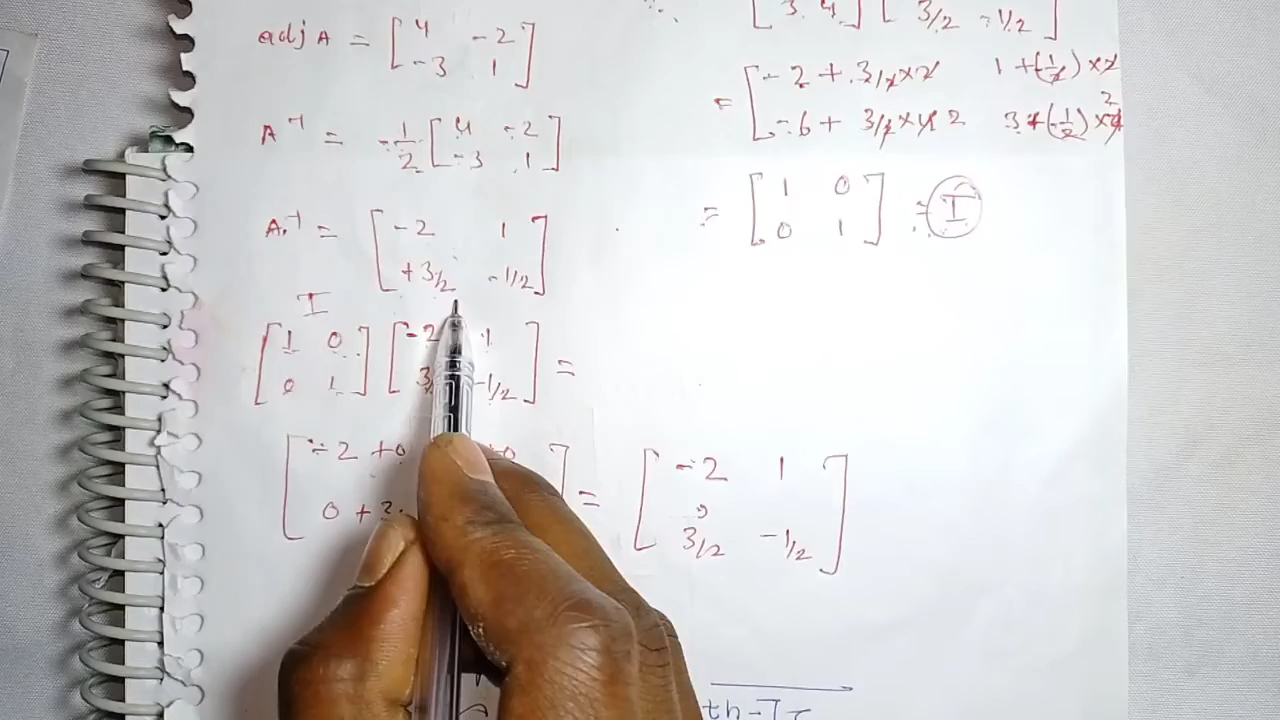 adj A = [ 4 -2
-3 1 ]
A⁻¹ = -1/2 [ 4 -2
-3 1 ]
A⁻¹ = [ -2 1
+3/2 -1/2 ]
I
[ 1 0
0 1 ] [ -2 1
3/ -1/2 ] =
[ -2 +0 +0
0 + 3 ] = [ -2 1
3/2 -1/2 ]
[ 3 4 ] [ 3/2 -1/2 ]
= [ -2 + 3/2×2 1 +(-1/2)×2
-6 + 3/2×4 2 3+(-1/2)×4 2
= [ 1 0
0 1 ] = I